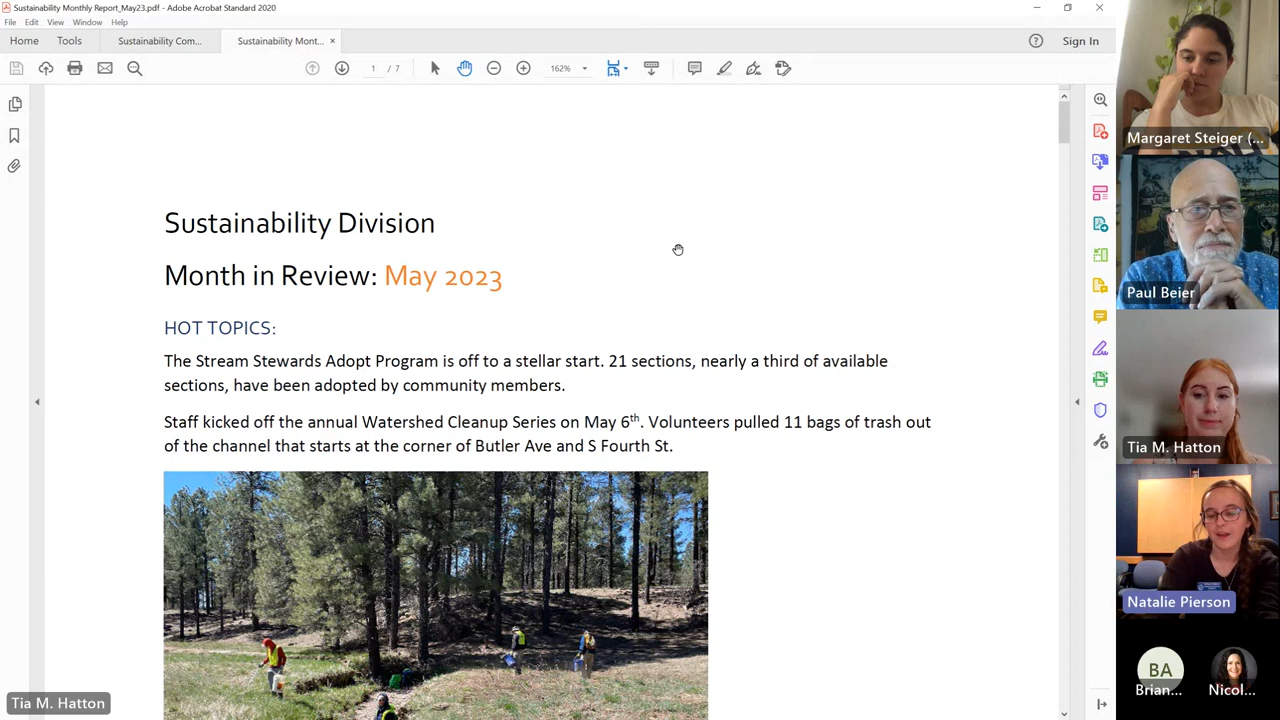 Sustainability Monthly Report_May23.pdf - Adobe Acrobat Standard 2020
File Edit View Window Help
Home Tools Sustainability Com... Sustainability Mont... × Sign In
1 / 7 162%
Sustainability Division
Month in Review: May 2023
HOT TOPICS:
The Stream Stewards Adopt Program is off to a stellar start. 21 sections, nearly a third of available
sections, have been adopted by community members.
Staff kicked off the annual Watershed Cleanup Series on May 6th. Volunteers pulled 11 bags of trash out
of the channel that starts at the corner of Butler Ave and S Fourth St.
Margaret Steiger (...
Paul Beier
Tia M. Hatton
Natalie Pierson
BA
Brian... Nicol...
Tia M. Hatton